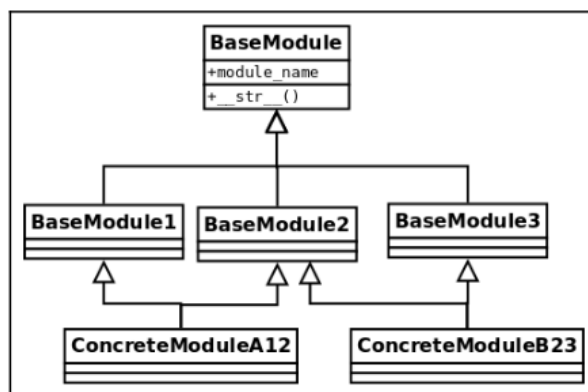 BaseModule
+module_name
+__str__()
BaseModule1
BaseModule2
BaseModule3
ConcreteModuleA12
ConcreteModuleB23